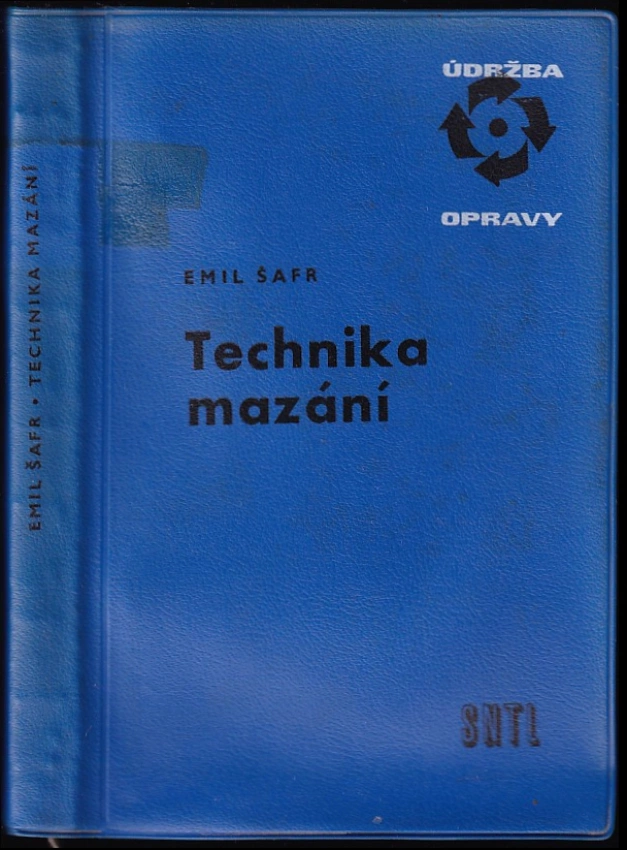 ÚDRŽBA
OPRAVY
EMIL ŠAFR
Technika
mazání
SNTL
EMIL ŠAFR • TECHNIKA MAZÁNÍ